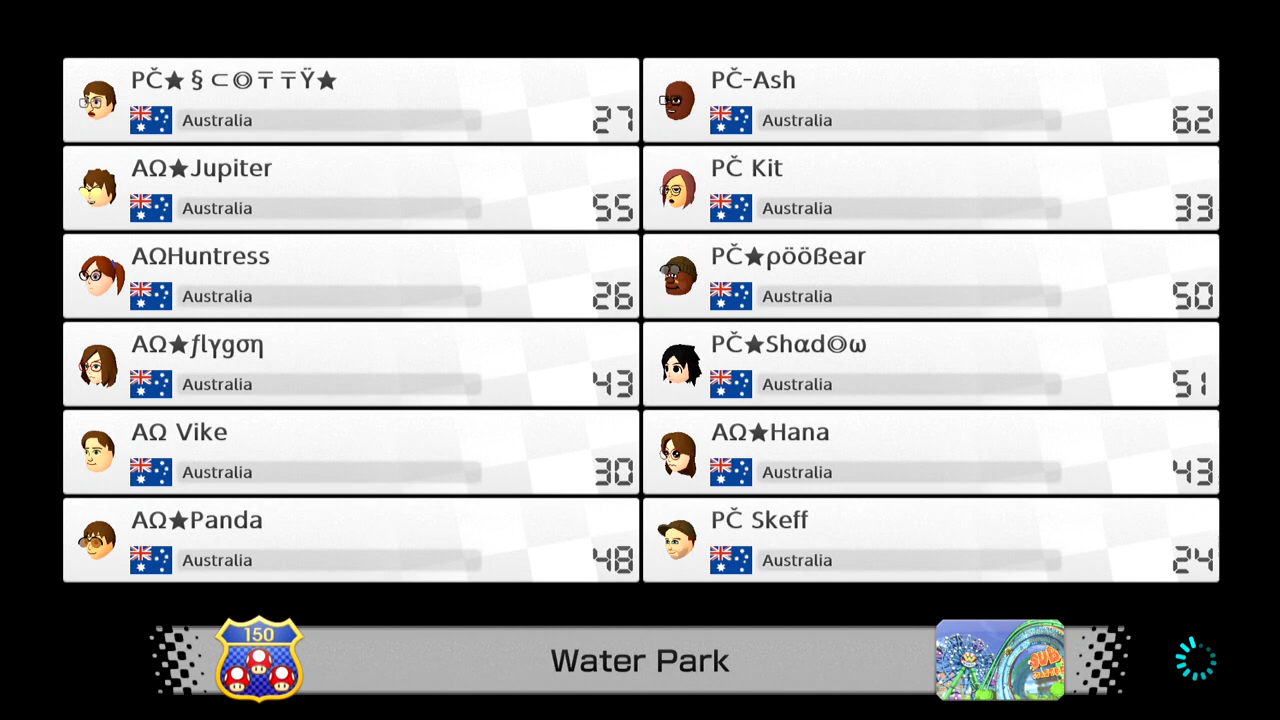 PČ★§⊂◎〒〒Ÿ★
Australia
27
PČ-Ash
Australia
62
AΩ★Jupiter
Australia
55
PČ Kit
Australia
33
AΩHuntress
Australia
26
PČ★ρöößear
Australia
50
AΩ★ƒlγgση
Australia
43
PČ★Shαd◎ω
Australia
51
AΩ Vike
Australia
30
AΩ★Hana
Australia
43
AΩ★Panda
Australia
48
PČ Skeff
Australia
24
150
Water Park